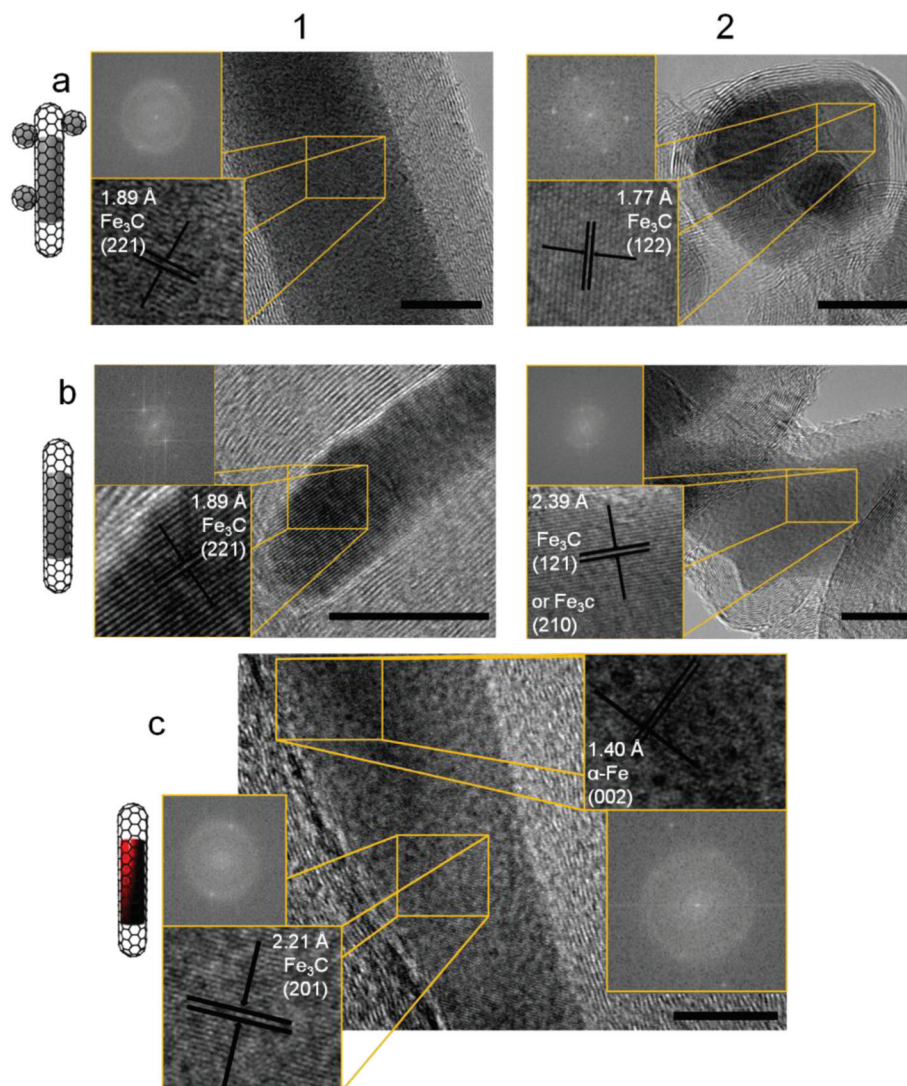 1
2
a
1.89 Å
Fe₃C
(221)
1.77 Å
Fe₃C
(122)
b
1.89 Å
Fe₃C
(221)
2.39 Å
Fe₃C
(121)
or Fe₃c
(210)
c
1.40 Å
α-Fe
(002)
2.21 Å
Fe₃C
(201)